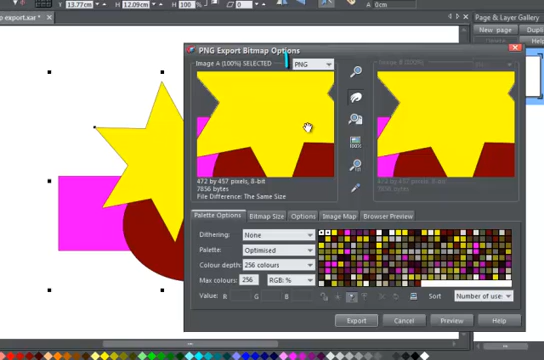 13.77cm
12.09cm
100 %
0
0cm
p export.xar *
Page & Layer Gallery
New page
Help
PNG Export Bitmap Options
Image A (100%) SELECTED
PNG
472 by 457 pixels, 8-bit
7856 bytes
File Difference: The Same Size
Palette Options Bitmap Size Options Image Map Browser Preview
Dithering: None
Palette: Optimised
Colour depth: 256 colours
Max colours: 256 RGB: %
Value: R G B
Sort Number of use
Export Cancel Preview Help